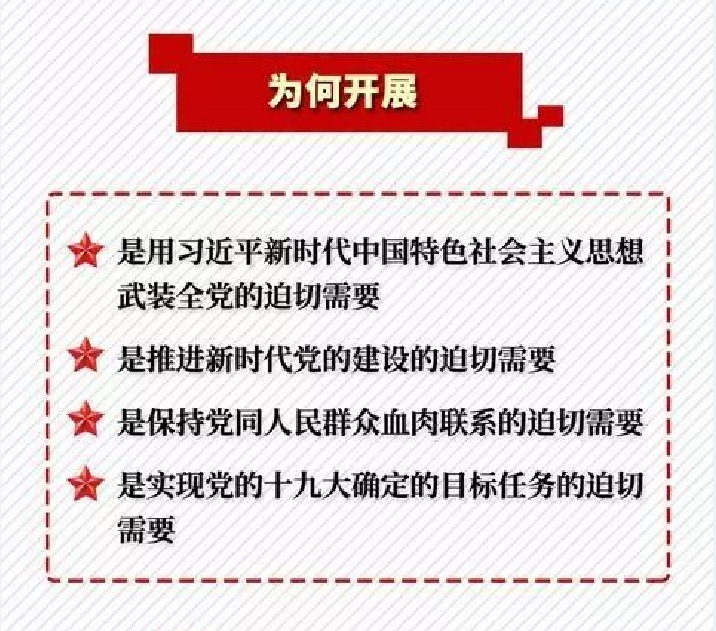 为何开展
是用习近平新时代中国特色社会主义思想
武装全党的迫切需要
是推进新时代党的建设的迫切需要
是保持党同人民群众血肉联系的迫切需要
是实现党的十九大确定的目标任务的迫切
需要